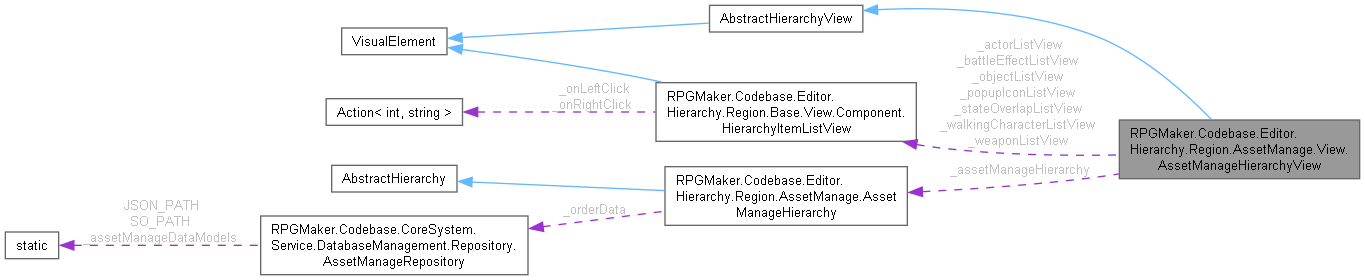 AbstractHierarchyView
VisualElement
_actorListView
_battleEffectListView
_objectListView
_popupIconListView
_stateOverlapListView
_walkingCharacterListView
_weaponListView
_onLeftClick
_onRightClick
RPGMaker.Codebase.Editor.
Hierarchy.Region.Base.View.Component.
HierarchyItemListView
Action< int, string >
RPGMaker.Codebase.Editor.
Hierarchy.Region.AssetManage.View.
AssetManageHierarchyView
AbstractHierarchy
RPGMaker.Codebase.Editor.
Hierarchy.Region.AssetManage.Asset
ManageHierarchy
_assetManageHierarchy
JSON_PATH
SO_PATH
_assetManageDataModels
_orderData
static
RPGMaker.Codebase.CoreSystem.
Service.DatabaseManagement.Repository.
AssetManageRepository